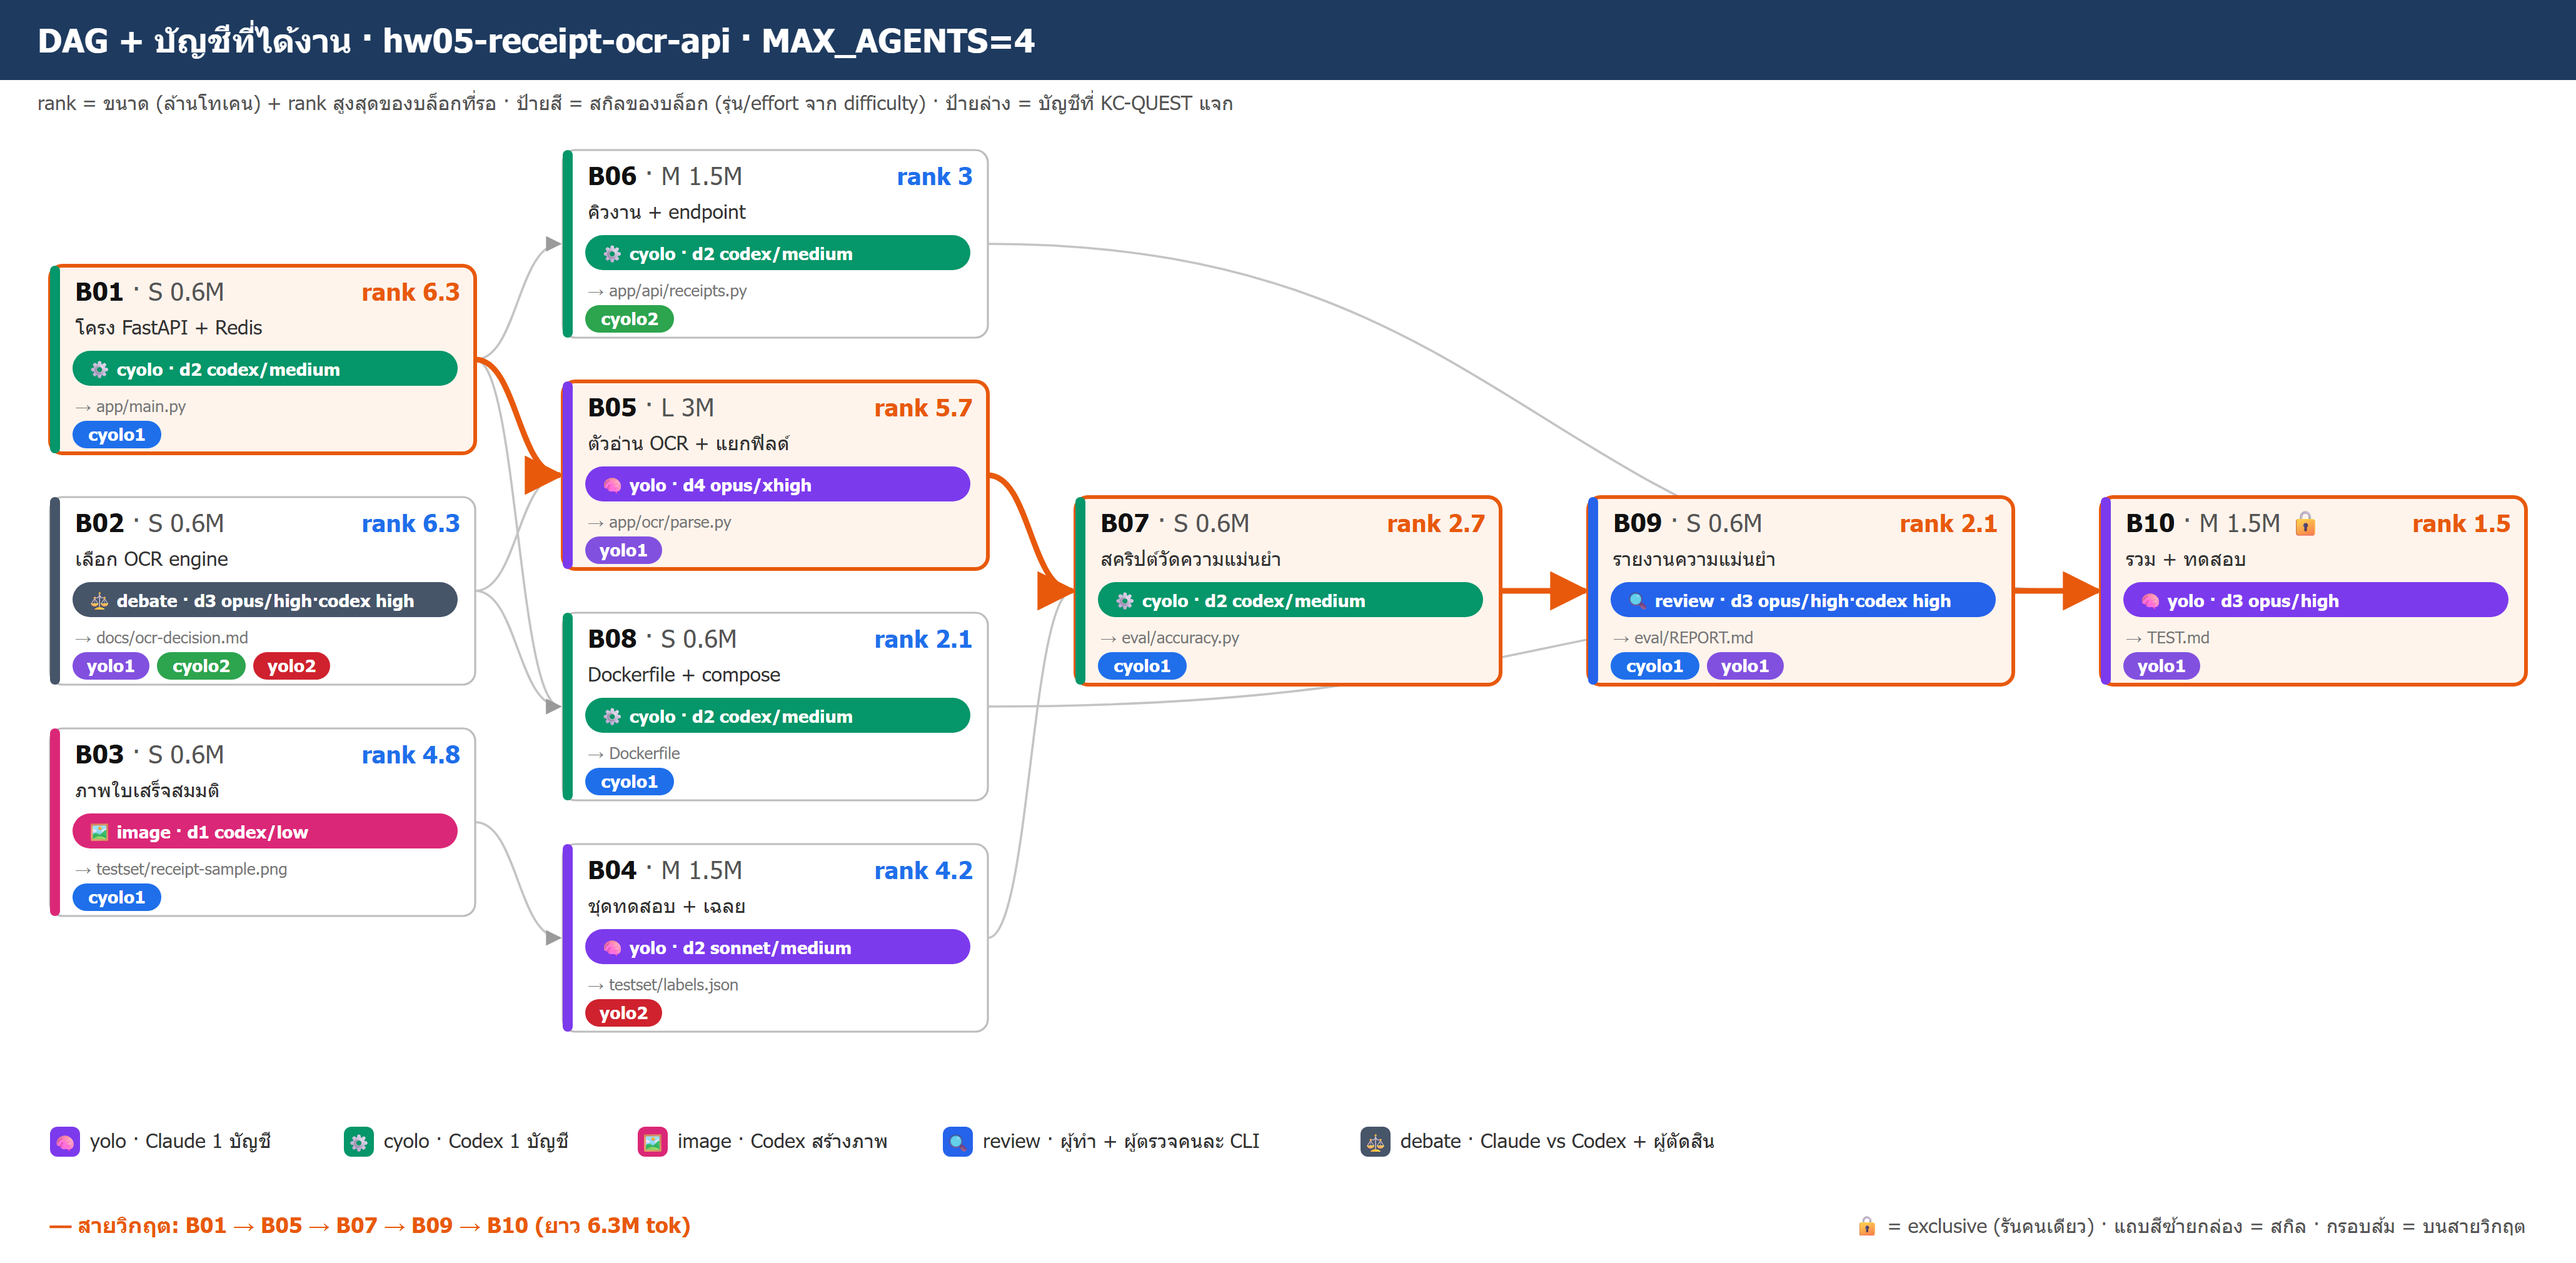 DAG + บัญชีที่ได้งาน · hw05-receipt-ocr-api · MAX_AGENTS=4
rank = ขนาด (ล้านโทเคน) + rank สูงสุดของบล็อกที่รอ · ป้ายสี = สกิลของบล็อก (รุ่น/effort จาก difficulty) · ป้ายล่าง = บัญชีที่ KC-QUEST แจก
B01 · S 0.6M rank 6.3
โครง FastAPI + Redis
cyolo · d2 codex/medium
→ app/main.py
cyolo1
B02 · S 0.6M rank 6.3
เลือก OCR engine
debate · d3 opus/high·codex high
→ docs/ocr-decision.md
yolo1 cyolo2 yolo2
B03 · S 0.6M rank 4.8
ภาพใบเสร็จสมมติ
image · d1 codex/low
→ testset/receipt-sample.png
cyolo1
B06 · M 1.5M rank 3
คิวงาน + endpoint
cyolo · d2 codex/medium
→ app/api/receipts.py
cyolo2
B05 · L 3M rank 5.7
ตัวอ่าน OCR + แยกฟิลด์
yolo · d4 opus/xhigh
→ app/ocr/parse.py
yolo1
B08 · S 0.6M rank 2.1
Dockerfile + compose
cyolo · d2 codex/medium
→ Dockerfile
cyolo1
B04 · M 1.5M rank 4.2
ชุดทดสอบ + เฉลย
yolo · d2 sonnet/medium
→ testset/labels.json
yolo2
B07 · S 0.6M rank 2.7
สคริปต์วัดความแม่นยำ
cyolo · d2 codex/medium
→ eval/accuracy.py
cyolo1
B09 · S 0.6M rank 2.1
รายงานความแม่นยำ
review · d3 opus/high·codex high
→ eval/REPORT.md
cyolo1 yolo1
B10 · M 1.5M 🔒 rank 1.5
รวม + ทดสอบ
yolo · d3 opus/high
→ TEST.md
yolo1
yolo · Claude 1 บัญชี
cyolo · Codex 1 บัญชี
image · Codex สร้างภาพ
review · ผู้ทำ + ผู้ตรวจคนละ CLI
debate · Claude vs Codex + ผู้ตัดสิน
— สายวิกฤต: B01 → B05 → B07 → B09 → B10 (ยาว 6.3M tok)
🔒 = exclusive (รันคนเดียว) · แถบสีซ้ายกล่อง = สกิล · กรอบส้ม = บนสายวิกฤต